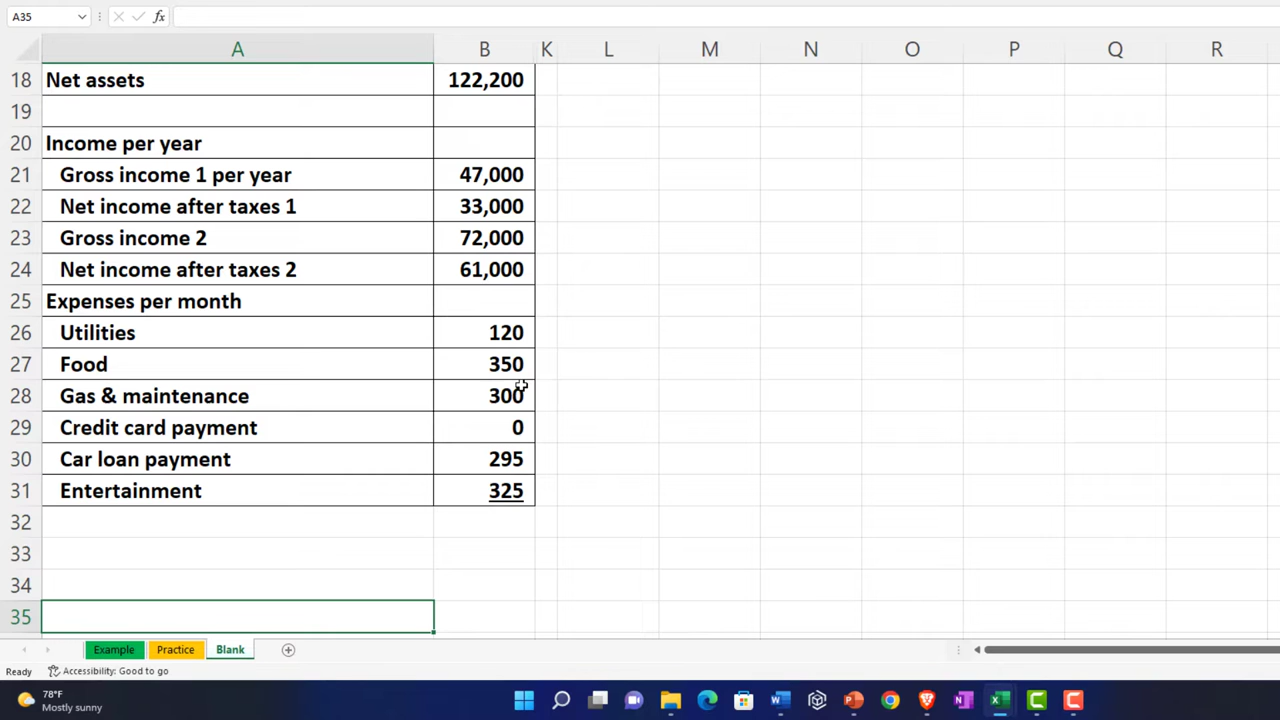 A35
fx
A B K L M N O P Q R
18 Net assets 122,200
19
20 Income per year
21 Gross income 1 per year 47,000
22 Net income after taxes 1 33,000
23 Gross income 2 72,000
24 Net income after taxes 2 61,000
25 Expenses per month
26 Utilities 120
27 Food 350
28 Gas & maintenance 300
29 Credit card payment 0
30 Car loan payment 295
31 Entertainment 325
32
33
34
35
Example Practice Blank
Ready Accessibility: Good to go
78°F
Mostly sunny